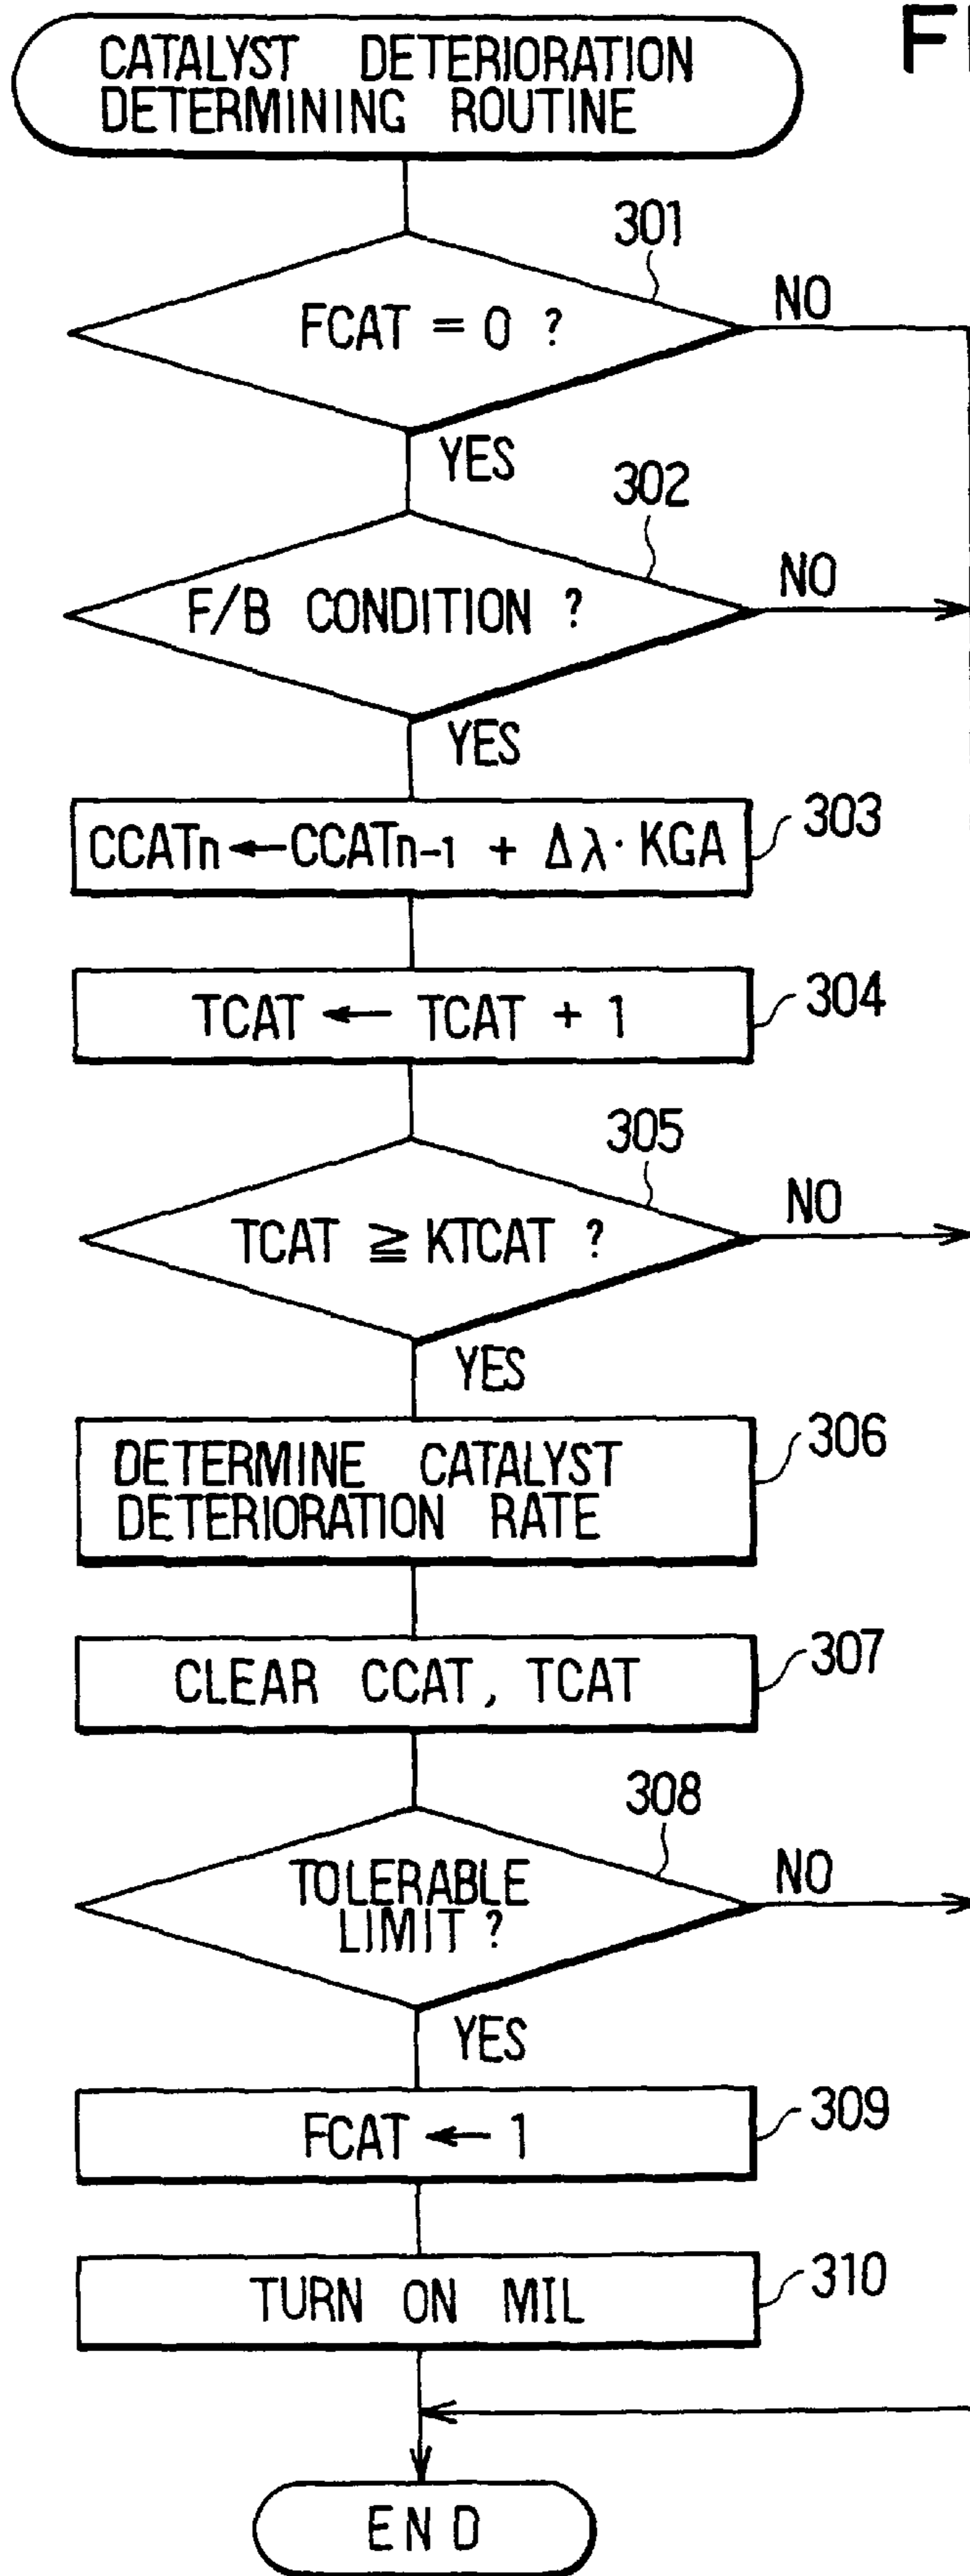 CATALYST DETERIORATION
DETERMINING ROUTINE
301
FCAT = 0 ?
NO
YES
302
F/B CONDITION ?
NO
YES
CCATn←CCATn-1 + Δλ· KGA
303
TCAT ← TCAT + 1
304
305
TCAT ≧ KTCAT ?
NO
YES
DETERMINE CATALYST
DETERIORATION RATE
306
CLEAR CCAT, TCAT
307
308
TOLERABLE
LIMIT ?
NO
YES
FCAT ← 1
309
TURN ON MIL
310
END